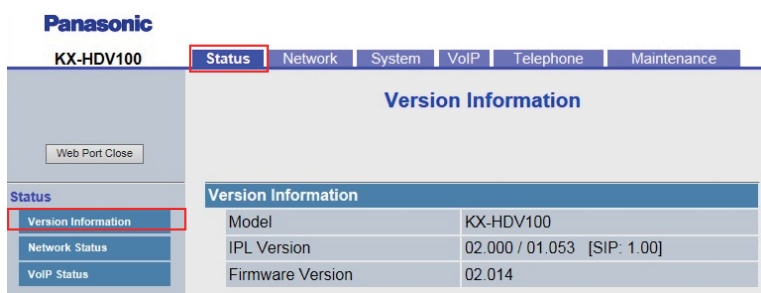 Panasonic
KX-HDV100 Status Network System VoIP Telephone Maintenance
Version Information
Web Port Close
Status
Version Information
Network Status
VoIP Status
Version Information
Model KX-HDV100
IPL Version 02.000 / 01.053 [SIP: 1.00]
Firmware Version 02.014